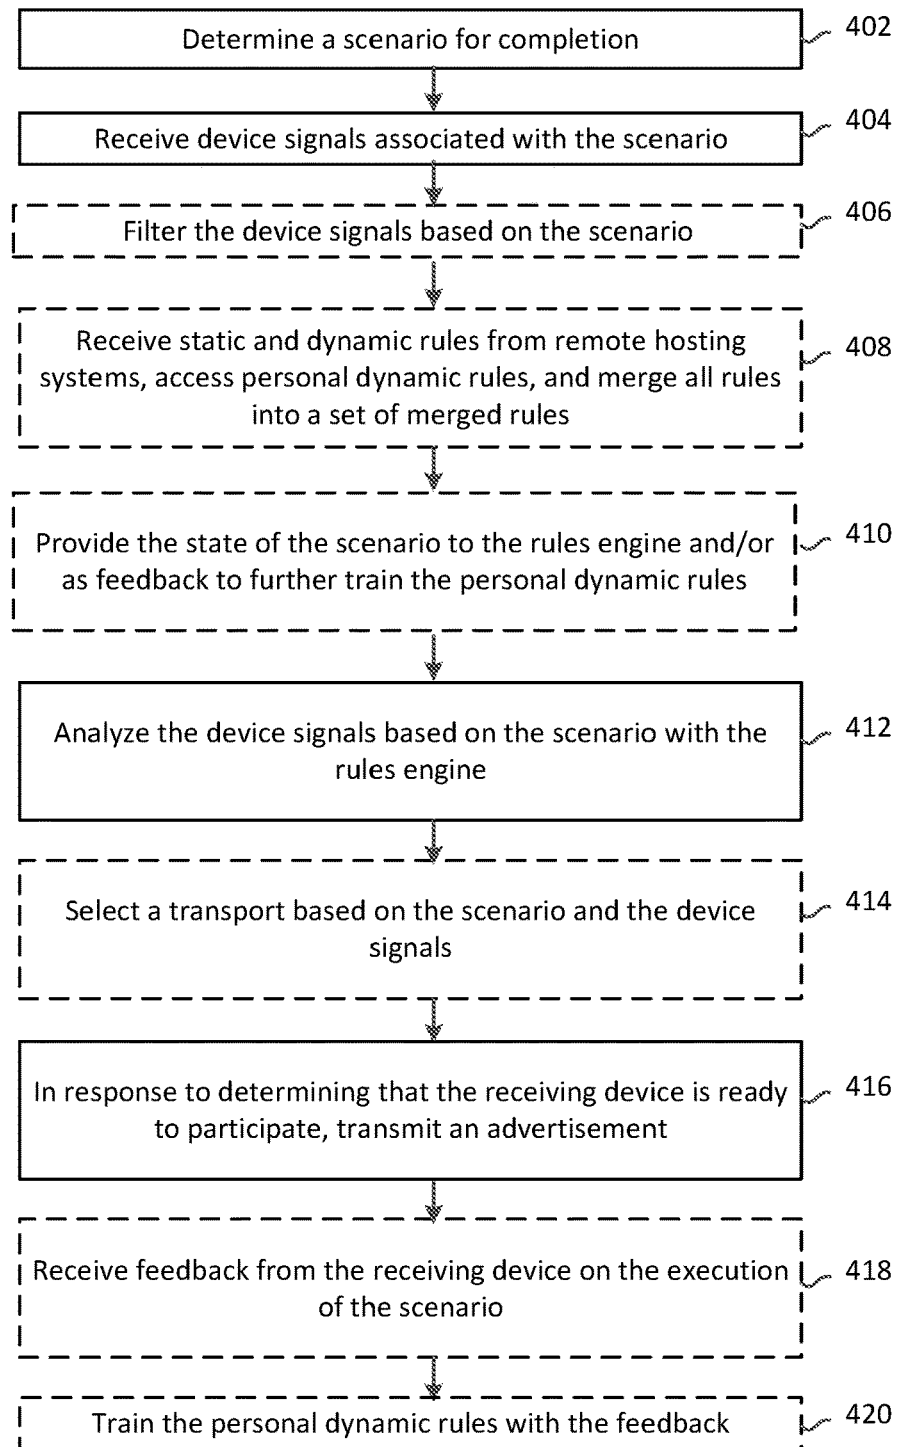 Determine a scenario for completion
402
Receive device signals associated with the scenario
404
Filter the device signals based on the scenario
406
Receive static and dynamic rules from remote hosting
systems, access personal dynamic rules, and merge all rules
into a set of merged rules
408
Provide the state of the scenario to the rules engine and/or
as feedback to further train the personal dynamic rules
410
Analyze the device signals based on the scenario with the
rules engine
412
Select a transport based on the scenario and the device
signals
414
In response to determining that the receiving device is ready
to participate, transmit an advertisement
416
Receive feedback from the receiving device on the execution
of the scenario
418
Train the personal dynamic rules with the feedback
420